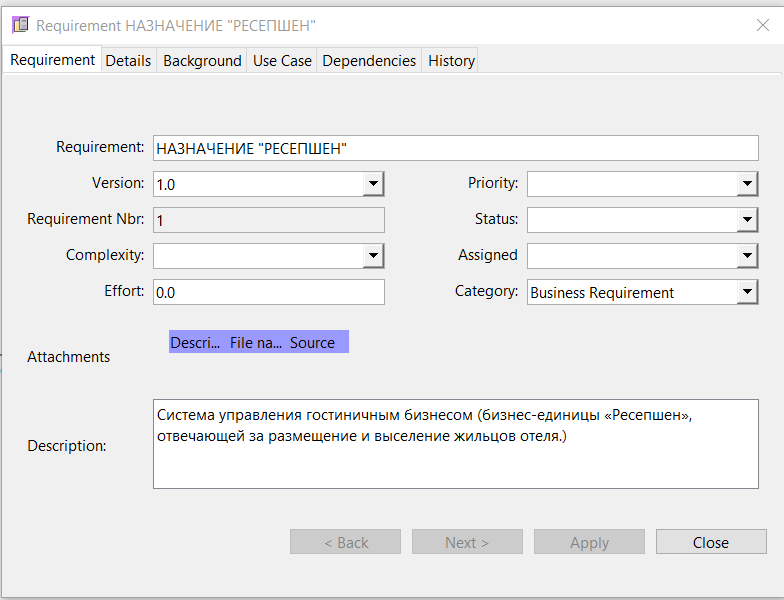 Requirement НАЗНАЧЕНИЕ "РЕСЕПШЕН"
Requirement Details Background Use Case Dependencies History
Requirement: НАЗНАЧЕНИЕ "РЕСЕПШЕН"
Version: 1.0 Priority:
Requirement Nbr: 1 Status:
Complexity: Assigned
Effort: 0.0 Category: Business Requirement
Descri... File na... Source
Attachments
Система управления гостиничным бизнесом (бизнес-единицы «Ресепшен»,
отвечающей за размещение и выселение жильцов отеля.)
Description:
< Back Next > Apply Close